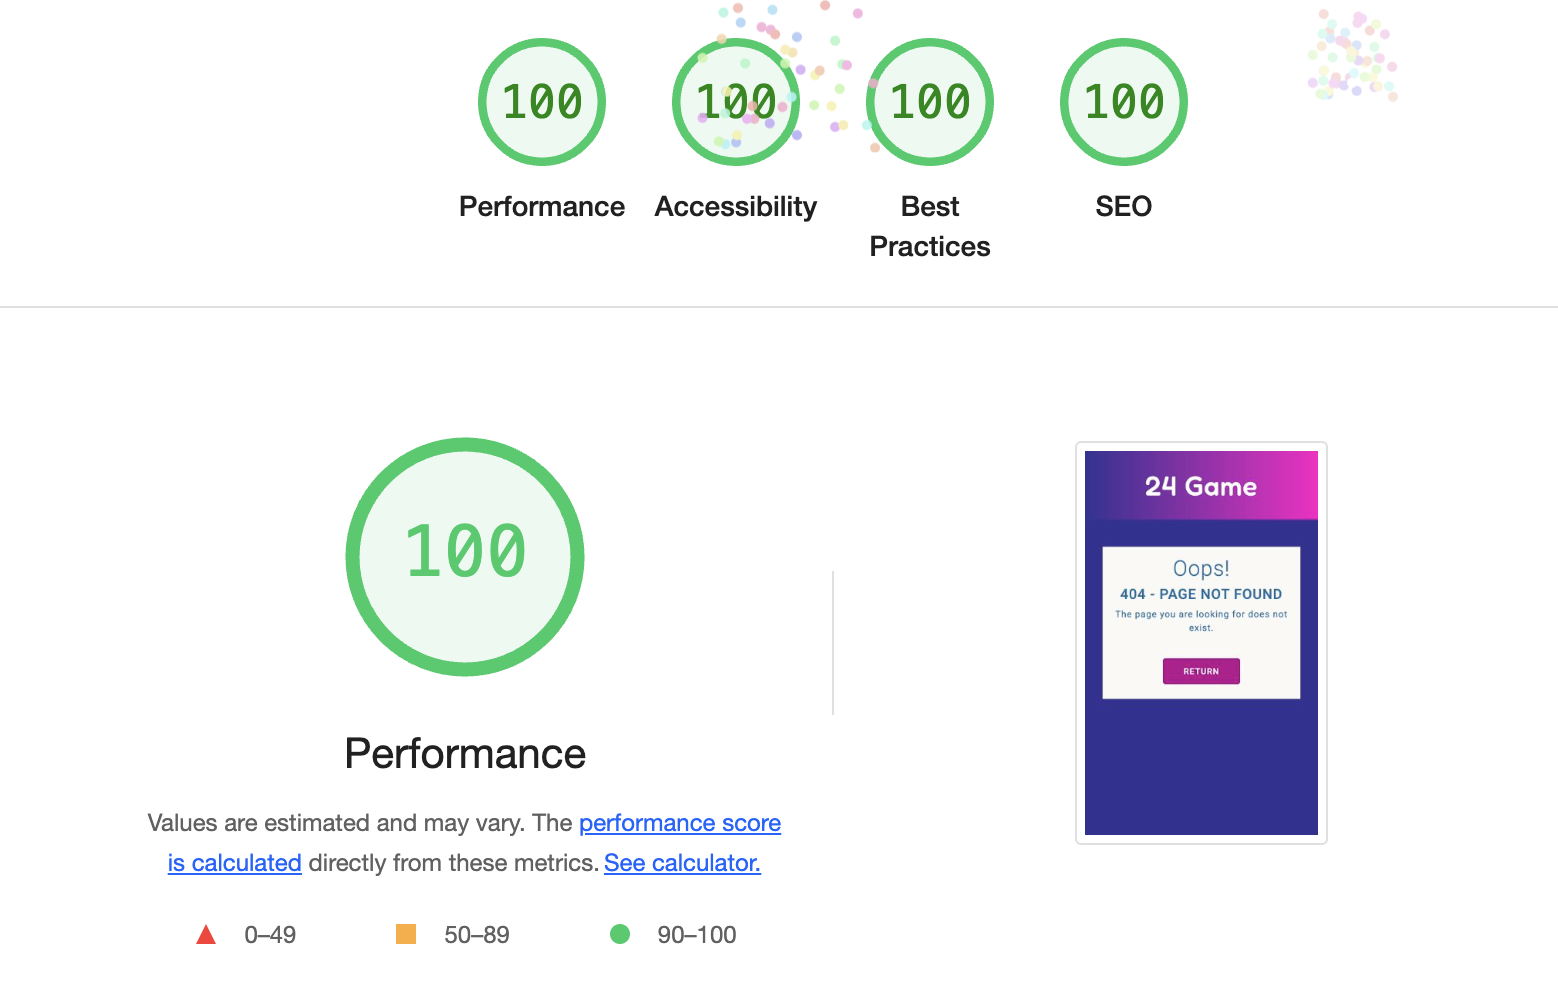 100
100
100
100
Performance
Accessibility
Best
Practices
SEO
100
Performance
Values are estimated and may vary. The performance score
is calculated directly from these metrics. See calculator.
0–49
50–89
90–100
24 Game
Oops!
404 - PAGE NOT FOUND
The page you are looking for does not
exist.
RETURN